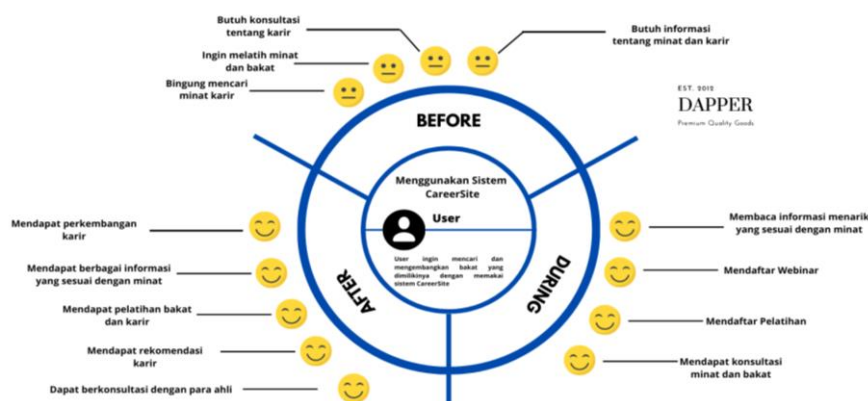 Butuh konsultasi
tentang karir
Ingin melatih minat
dan bakat
Bingung mencari
minat karir
Butuh informasi
tentang minat dan karir
EST. 2012
DAPPER
Premium Quality Goods
BEFORE
Menggunakan Sistem
CareerSite
User
User ingin mencari dan
mengembangkan bakat yang
dimilikinya dengan memakai
sistem CareerSite
DURING
AFTER
Membaca informasi menarik
yang sesuai dengan minat
Mendaftar Webinar
Mendaftar Pelatihan
Mendapat konsultasi
minat dan bakat
Mendapat perkembangan
karir
Mendapat berbagai informasi
yang sesuai dengan minat
Mendapat pelatihan bakat
dan karir
Mendapat rekomendasi
karir
Dapat berkonsultasi dengan para ahli